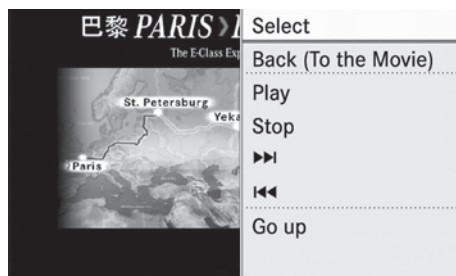 巴黎 PARIS
The E-Class Exp
St. Petersburg
Yeka
Paris
Select
Back (To the Movie)
Play
Stop
Go up